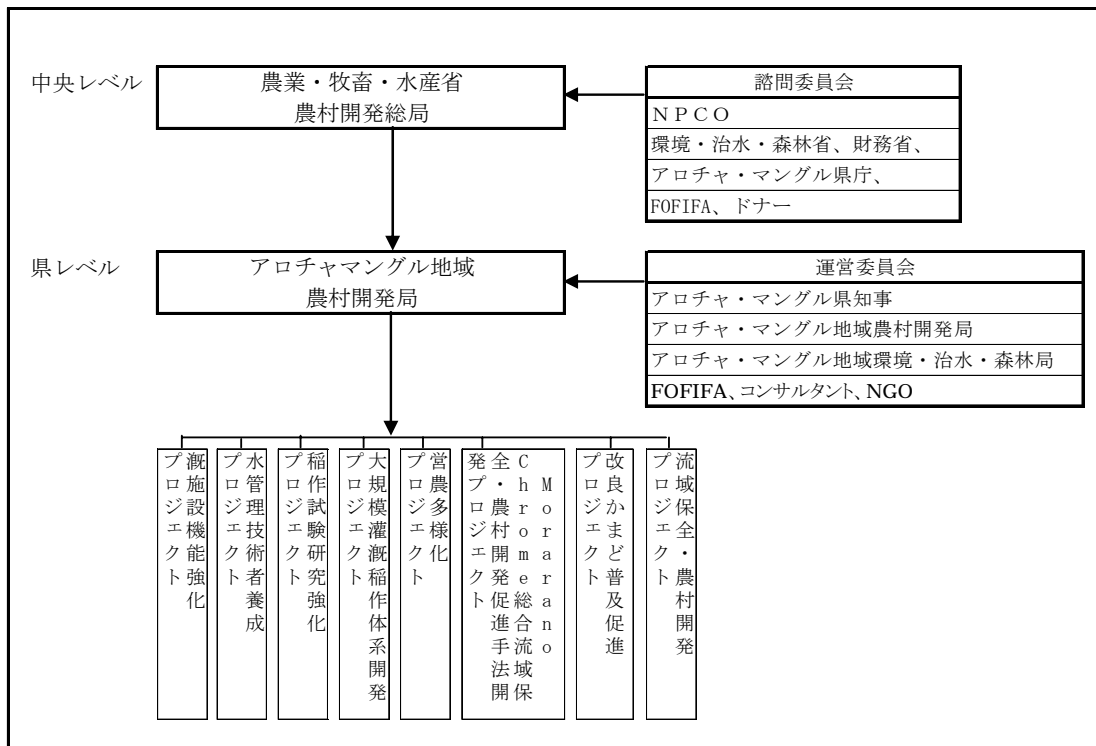 中央レベル
農業・牧畜・水産省
農村開発総局
諮問委員会
ＮＰＣＯ
環境・治水・森林省、財務省、
アロチャ・マングル県庁、
FOFIFA、ドナー
県レベル
アロチャマングル地域
農村開発局
運営委員会
アロチャ・マングル県知事
アロチャ・マングル地域農村開発局
アロチャ・マングル地域環境・治水・森林局
FOFIFA、コンサルタント、NGO
漑施設機能強化
プロジェクト
水管理技術者養成
プロジェクト
稲作試験研究強化
プロジェクト
大規模灌漑稲作体系開発
プロジェクト
営農多様化
プロジェクト
Ｍｏｒａｒａｎｏ
Ｃｈｒｏｍｅ総合流域保
全・農村開発促進手法開
発プロジェクト
改良かまど普及促進
プロジェクト
流域保全・農村開発
プロジェクト